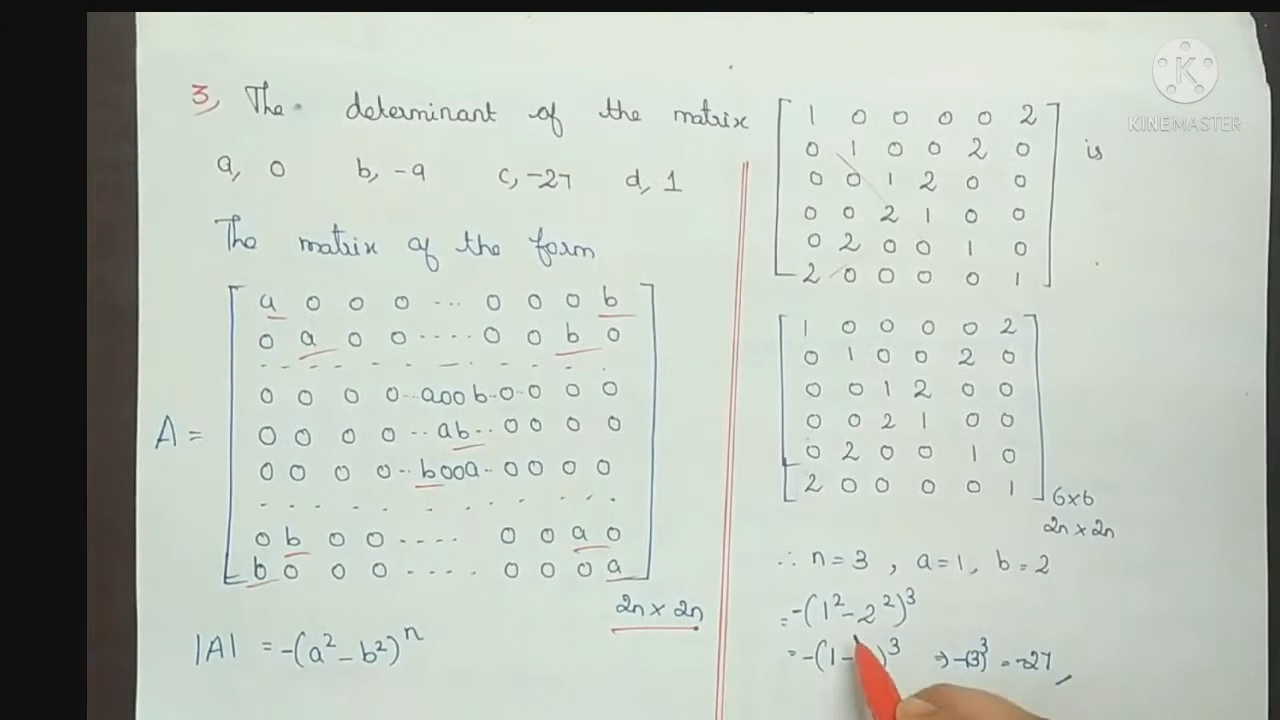 3, The determinant of the matrix
a, 0 b, -9 c, -27 d, 1
1 0 0 0 0 2
0 1 0 0 2 0
0 0 1 2 0 0
0 0 2 1 0 0
0 2 0 0 1 0
2 0 0 0 0 1
is
KINEMASTER
The matrix of the form
A =
a 0 0 0 ... 0 0 0 b
0 a 0 0 .... 0 0 b 0
0 0 0 0 .. a00b .. 0 0 0 0
0 0 0 0 .. ab .. 0 0 0 0
0 0 0 0 .. b00a .. 0 0 0 0
0 b 0 0 .... 0 0 a 0
b 0 0 0 .... 0 0 0 a
2n x 2n
|A| = -(a² - b²)ⁿ
1 0 0 0 0 2
0 1 0 0 2 0
0 0 1 2 0 0
0 0 2 1 0 0
0 2 0 0 1 0
2 0 0 0 0 1
6x6
2n x 2n
∴ n = 3 , a = 1, b = 2
= -(1² - 2²)³
= -(1- )³ ⇒ -(3)³ = -27,